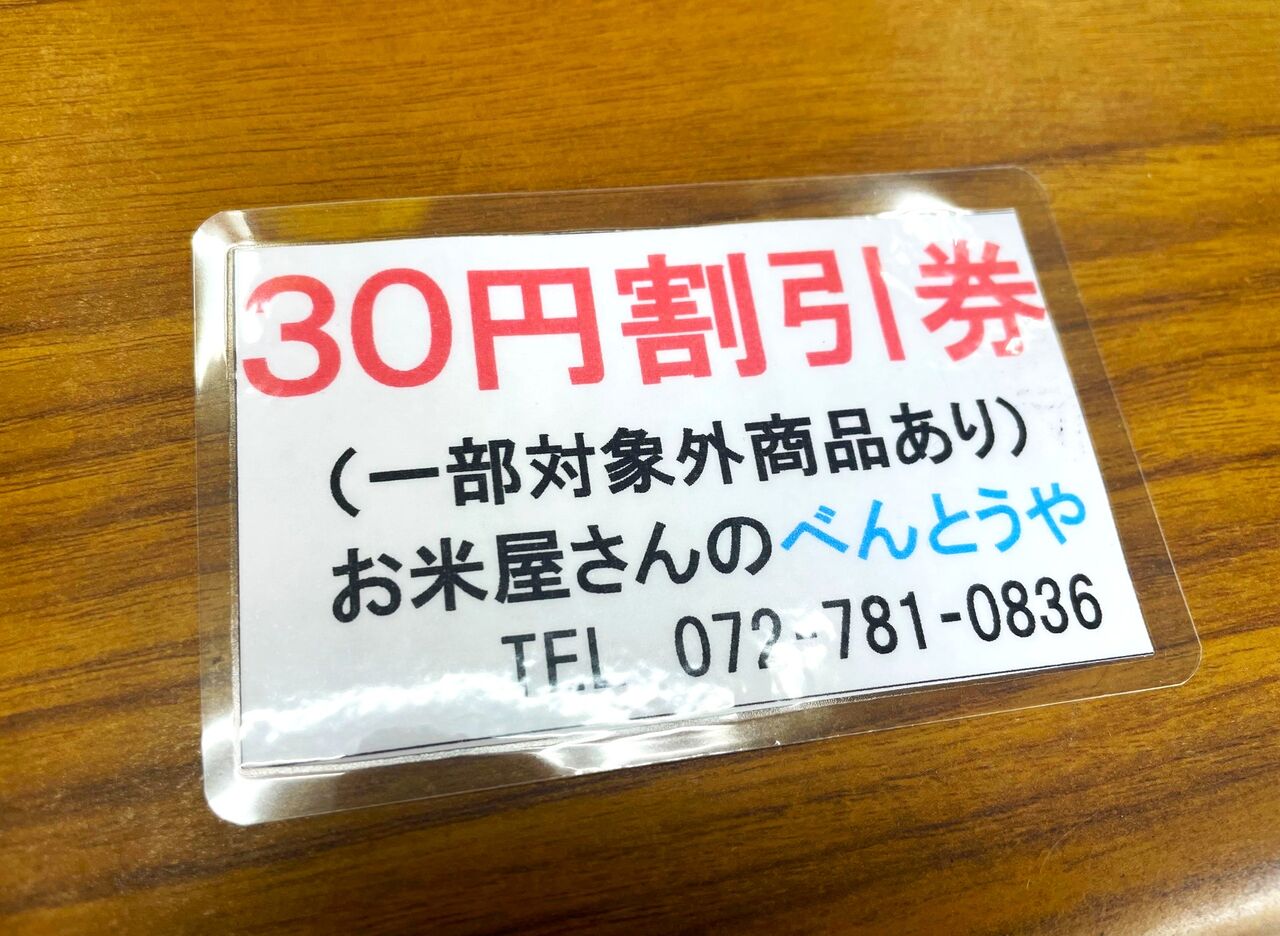 30円割引券
(一部対象外商品あり)
お米屋さんのべんとうや
TEL 072-781-0836